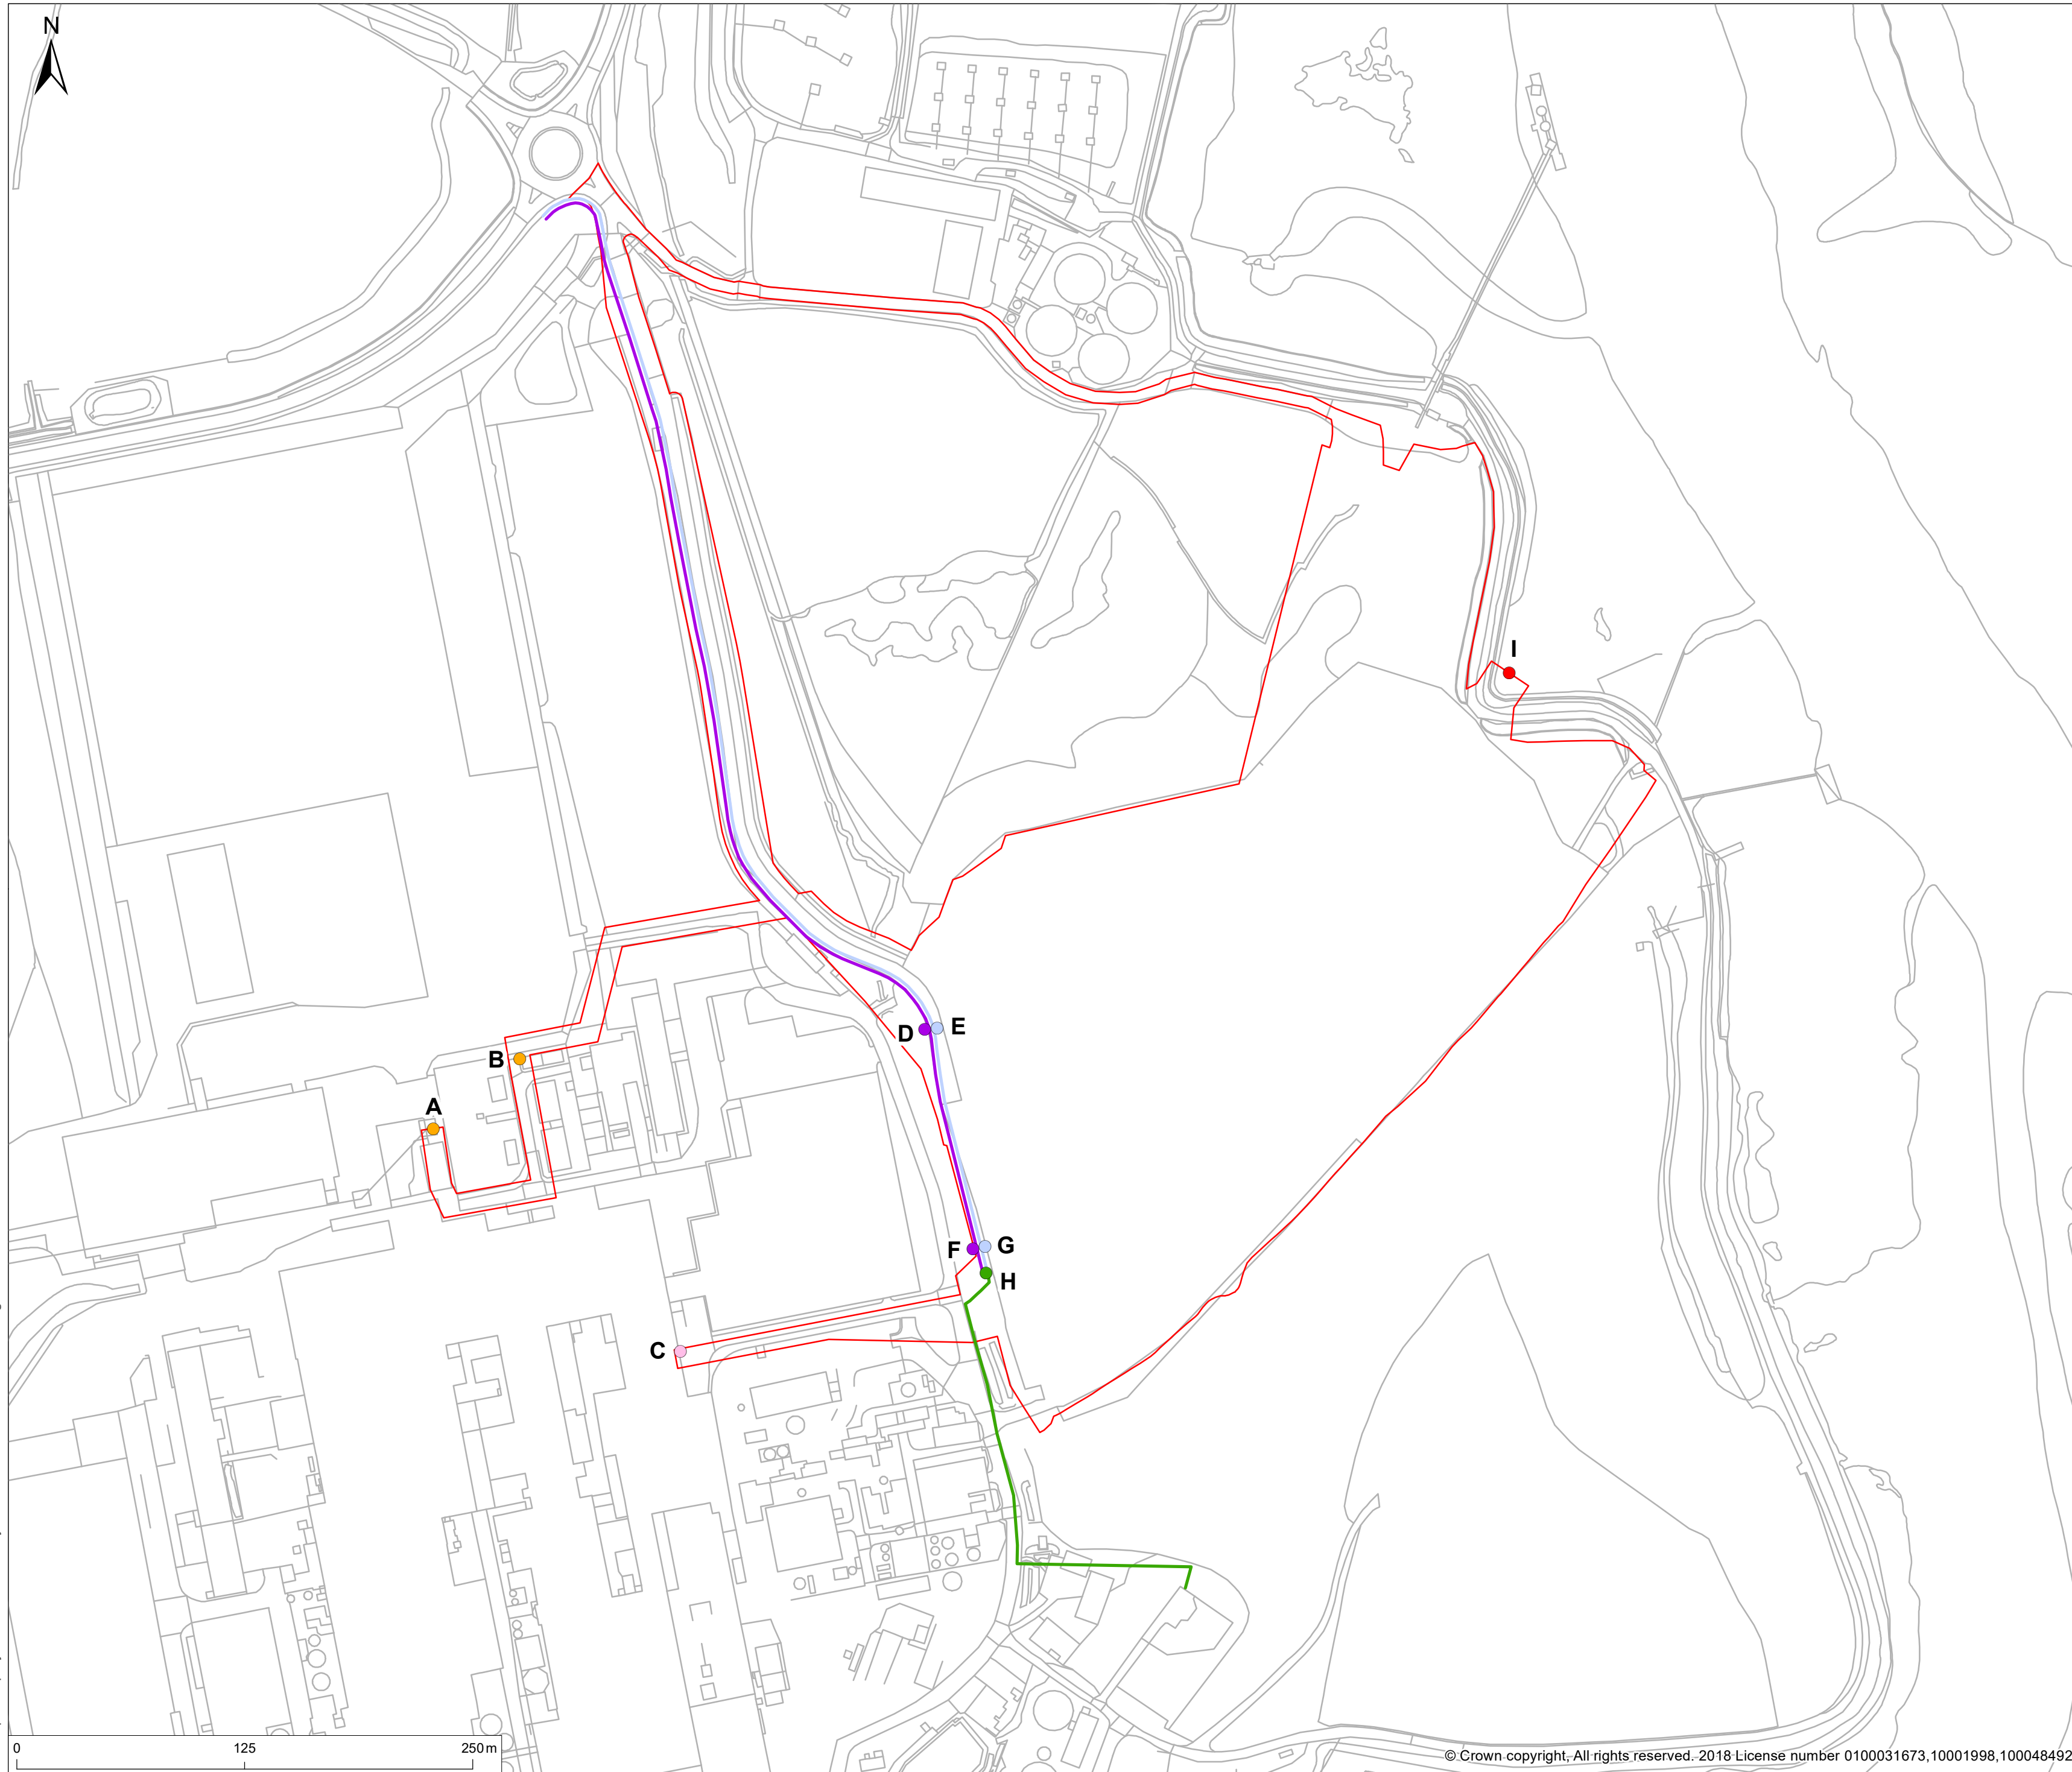 N
I
E
D
B
A
G
F
H
C
0 125 250 m
© Crown copyright, All rights reserved. 2018 License number 0100031673,10001998,100048492